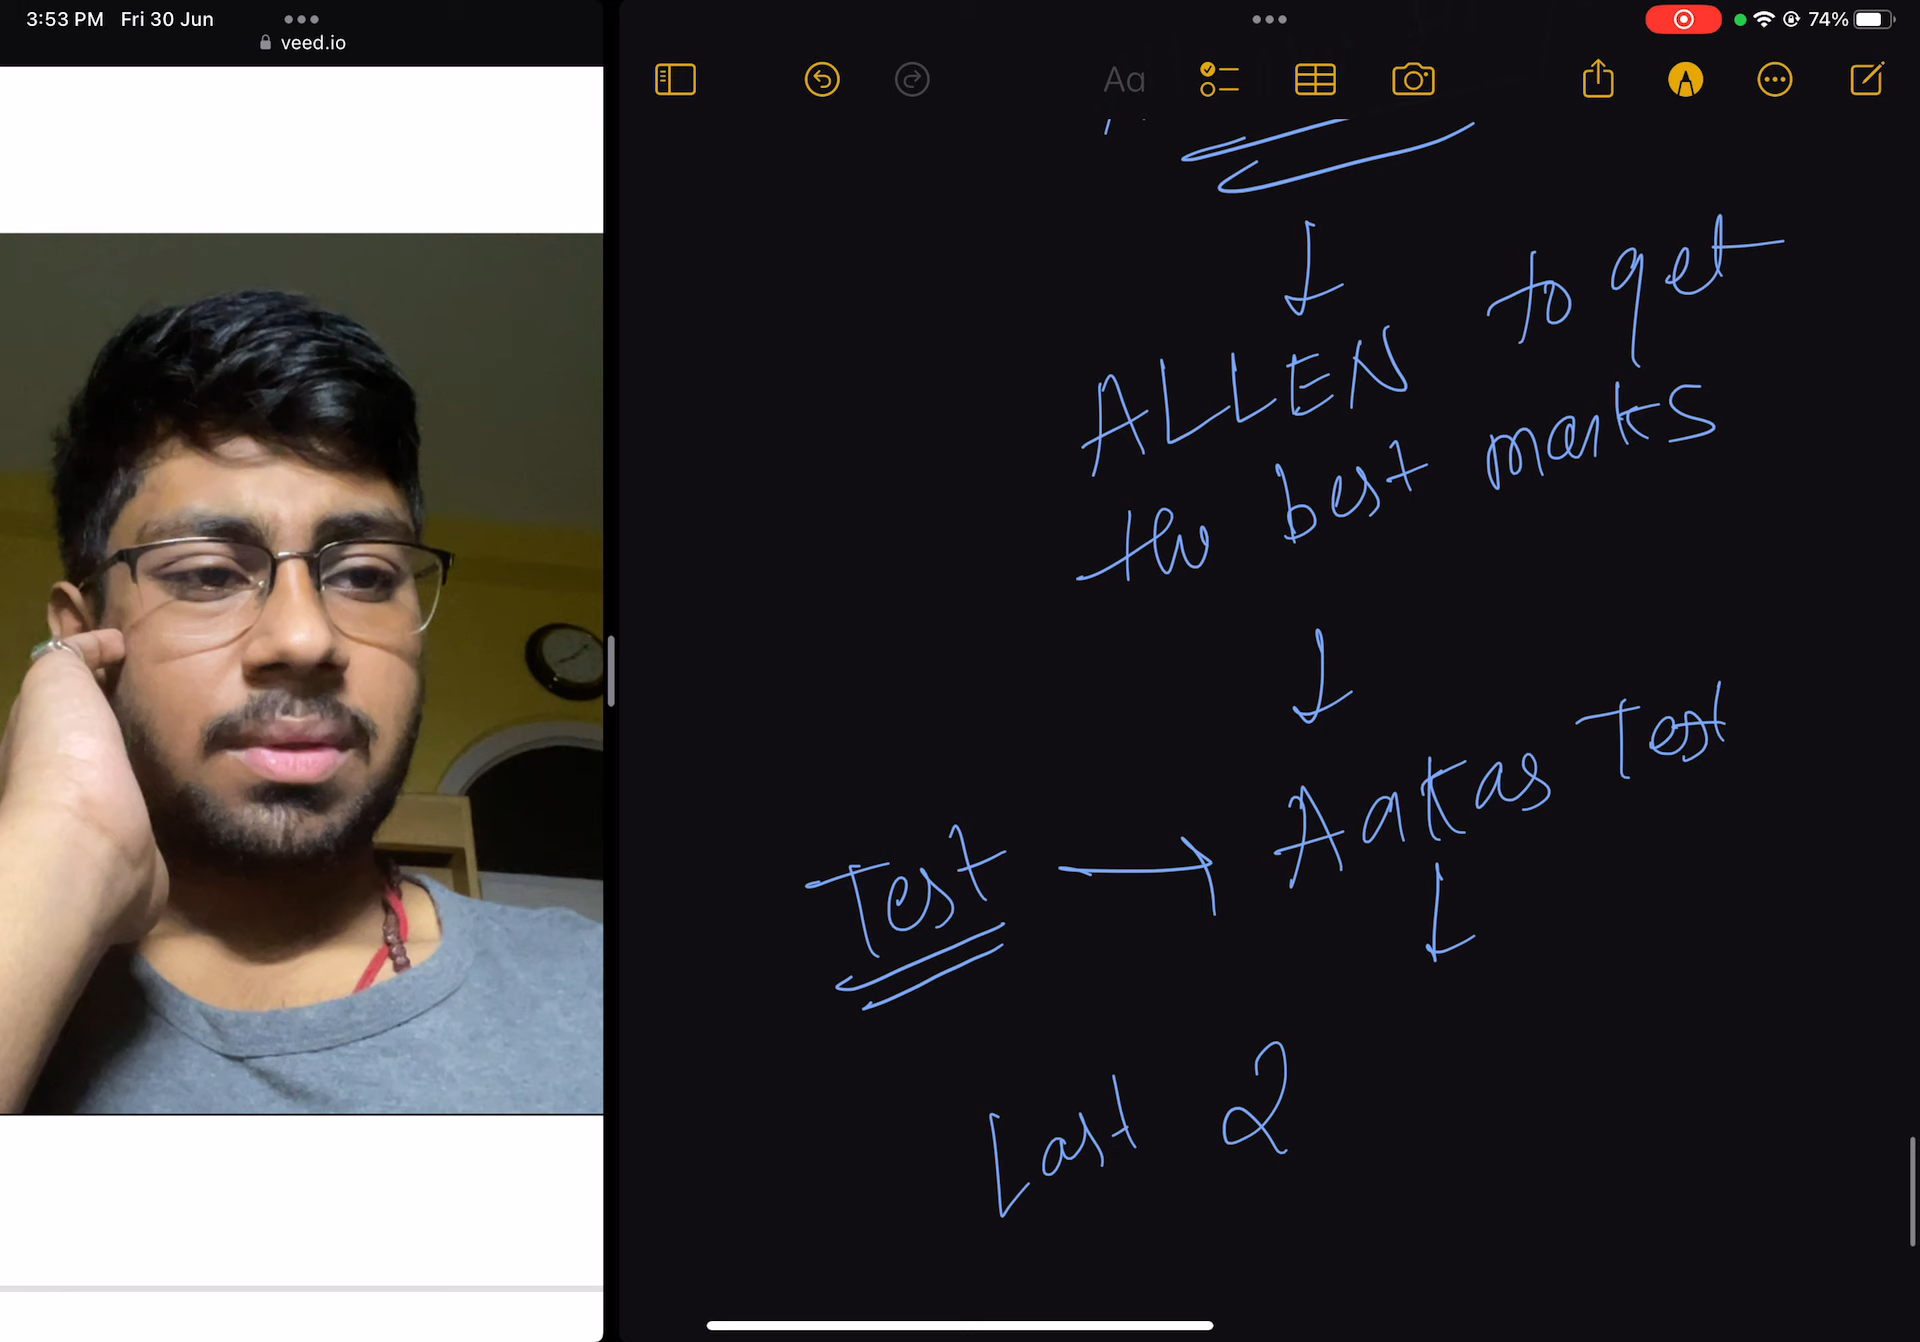 3:53 PM Fri 30 Jun
74%
veed.io
Aa
ALLEN to get
the best marks
Test → Aakas Test
Last 2